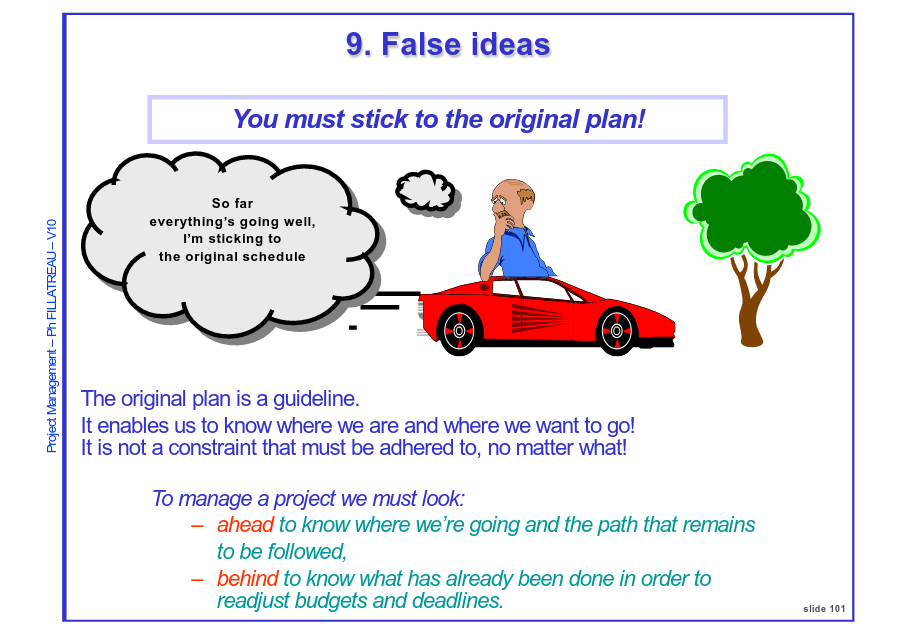 9. False ideas
You must stick to the original plan!
So far
everything's going well,
I'm sticking to
the original schedule
Project Management – Ph FILLATREAU – V10
The original plan is a guideline.
It enables us to know where we are and where we want to go!
It is not a constraint that must be adhered to, no matter what!
To manage a project we must look:
– ahead to know where we're going and the path that remains
to be followed,
– behind to know what has already been done in order to
readjust budgets and deadlines.
slide 101